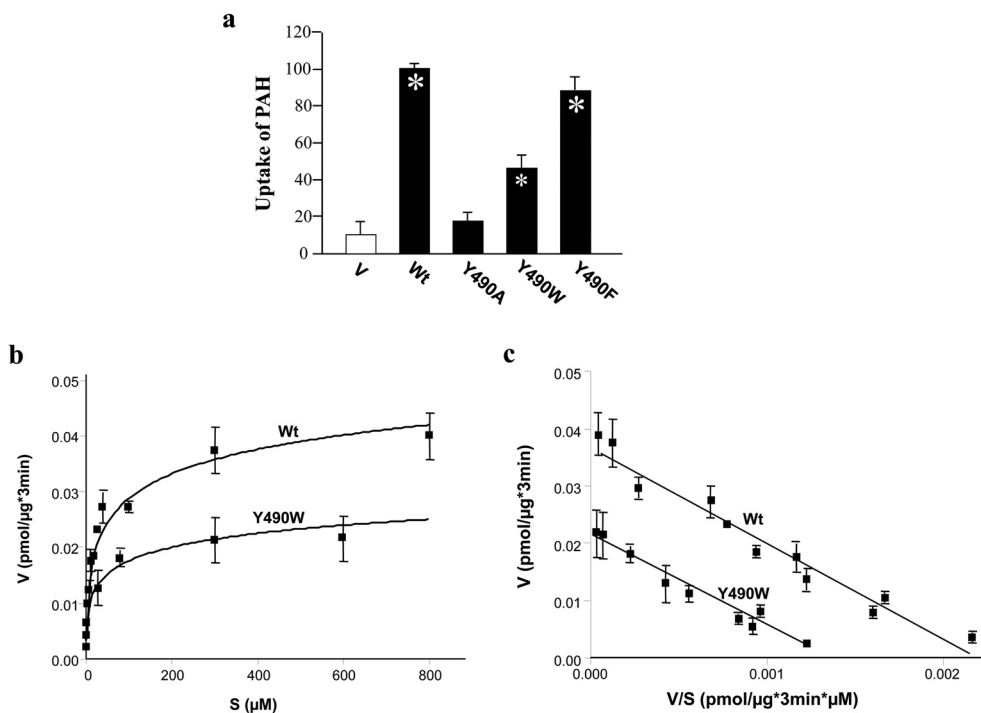 a
Uptake of PAH
120
100
80
60
40
20
0
*
*
*
V
Wt
Y490A
Y490W
Y490F
b
V (pmol/µg*3min)
0.05
0.04
0.03
0.02
0.01
0.00
Wt
Y490W
0
200
400
600
800
S (µM)
c
V (pmol/µg*3min)
0.05
0.04
0.03
0.02
0.01
0.00
Wt
Y490W
0.000
0.001
0.002
V/S (pmol/µg*3min*µM)